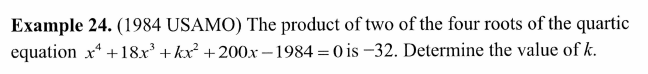 Example 24. (1984 USAMO) The product of two of the four roots of the quartic
equation x⁴ +18x³ + kx² + 200x – 1984 = 0 is −32. Determine the value of k.